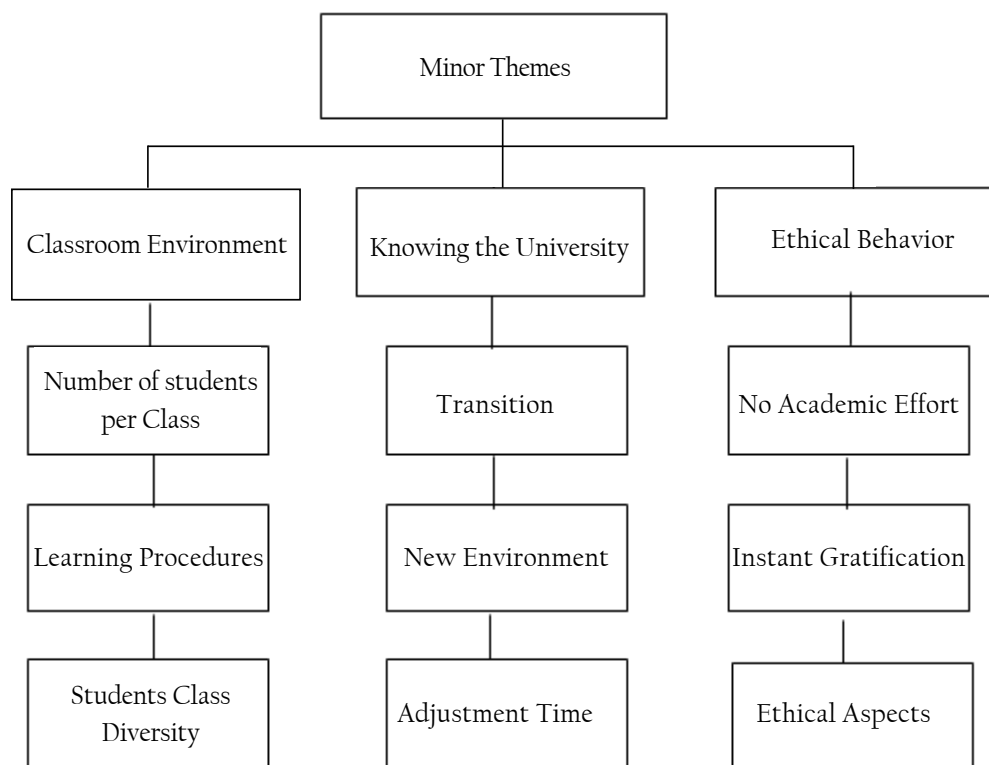 Minor Themes
Classroom Environment
Knowing the University
Ethical Behavior
Number of students
per Class
Transition
No Academic Effort
Learning Procedures
New Environment
Instant Gratification
Students Class
Diversity
Adjustment Time
Ethical Aspects